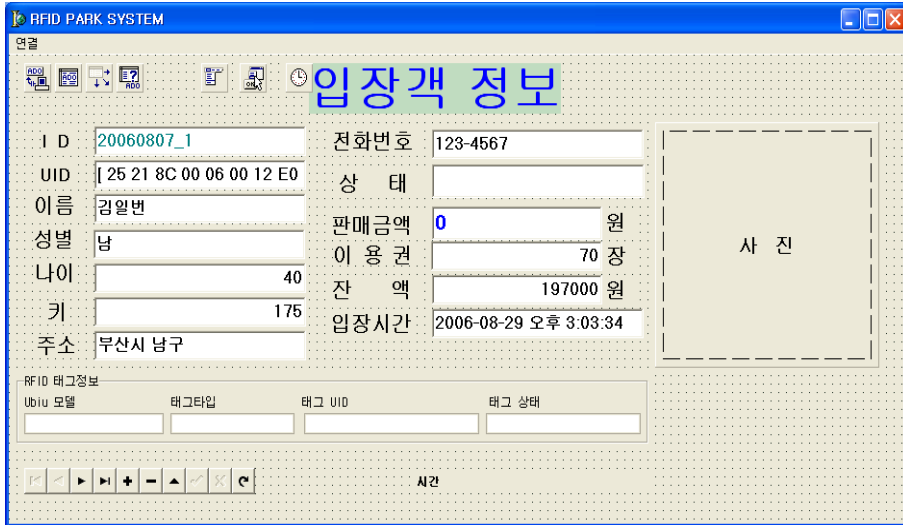 RFID PARK SYSTEM
연결
입장객 정보
I D 20060807_1
UID [ 25 21 8C 00 06 00 12 E0
이름 김일번
성별 남
나이 40
키 175
주소 부산시 남구
전화번호 123-4567
상 태
판매금액 0 원
이 용 권 70 장
잔 액 197000 원
입장시간 2006-08-29 오후 3:03:34
사 진
RFID 태그정보
Ubiu 모델 태그타입 태그 UID 태그 상태
시간